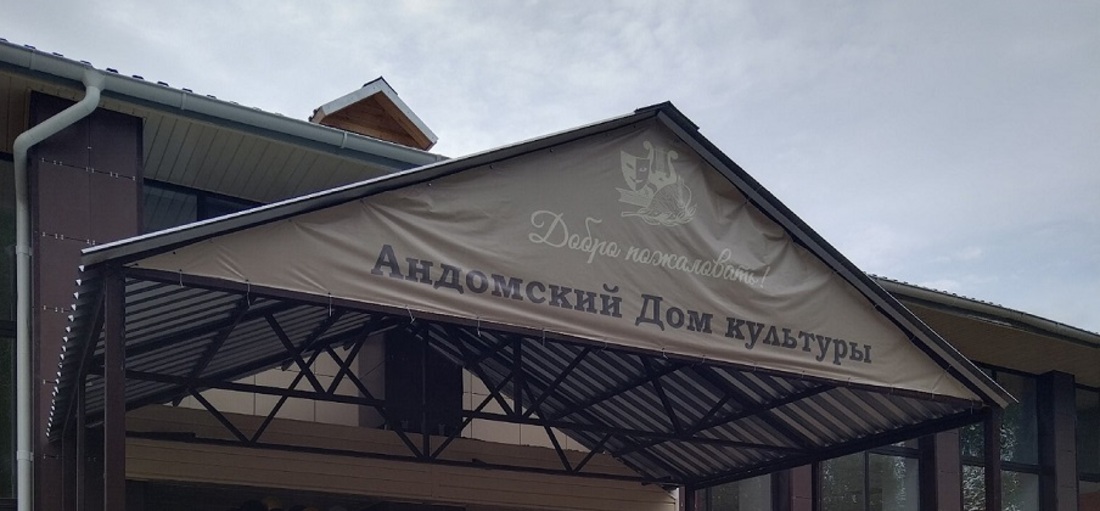 Добро пожаловать!
Андомский Дом культуры